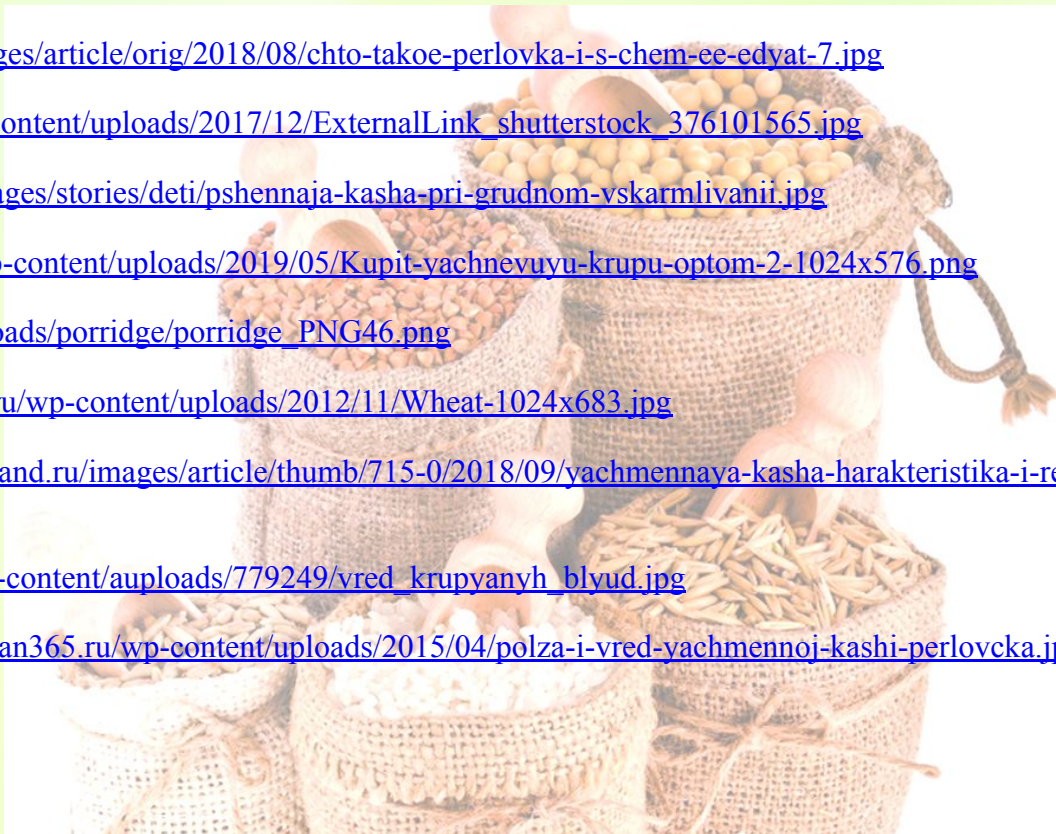 ges/article/orig/2018/08/chto-takoe-perlovka-i-s-chem-ee-edyat-7.jpg
ontent/uploads/2017/12/ExternalLink_shutterstock_376101565.jpg
ages/stories/deti/pshennaja-kasha-pri-grudnom-vskarmlivanii.jpg
-content/uploads/2019/05/Kupit-yachnevuyu-krupu-optom-2-1024x576.png
oads/porridge/porridge_PNG46.png
u/wp-content/uploads/2012/11/Wheat-1024x683.jpg
and.ru/images/article/thumb/715-0/2018/09/yachmennaya-kasha-harakteristika-i-re
-content/auploads/779249/vred_krupyanyh_blyud.jpg
an365.ru/wp-content/uploads/2015/04/polza-i-vred-yachmennoj-kashi-perlovcka.jp